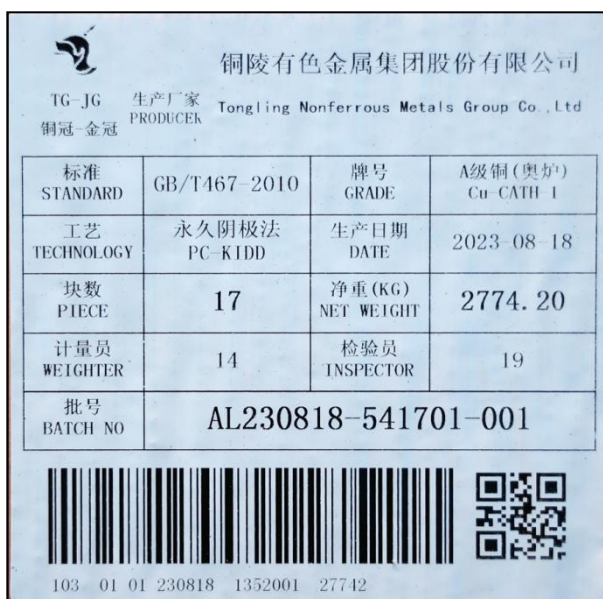 铜陵有色金属集团股份有限公司
TG-JG 生产厂家 Tongling Nonferrous Metals Group Co.,Ltd
铜冠-金冠 PRODUCER
标准 STANDARD GB/T467-2010 牌号 GRADE A级铜(奥炉) Cu-CATH-1
工艺 TECHNOLOGY 永久阴极法 PC-KIDD 生产日期 DATE 2023-08-18
块数 PIECE 17 净重(KG) NET WEIGHT 2774.20
计量员 WEIGHTER 14 检验员 INSPECTOR 19
批号 BATCH NO AL230818-541701-001
103 01 01 230818 1352001 27742